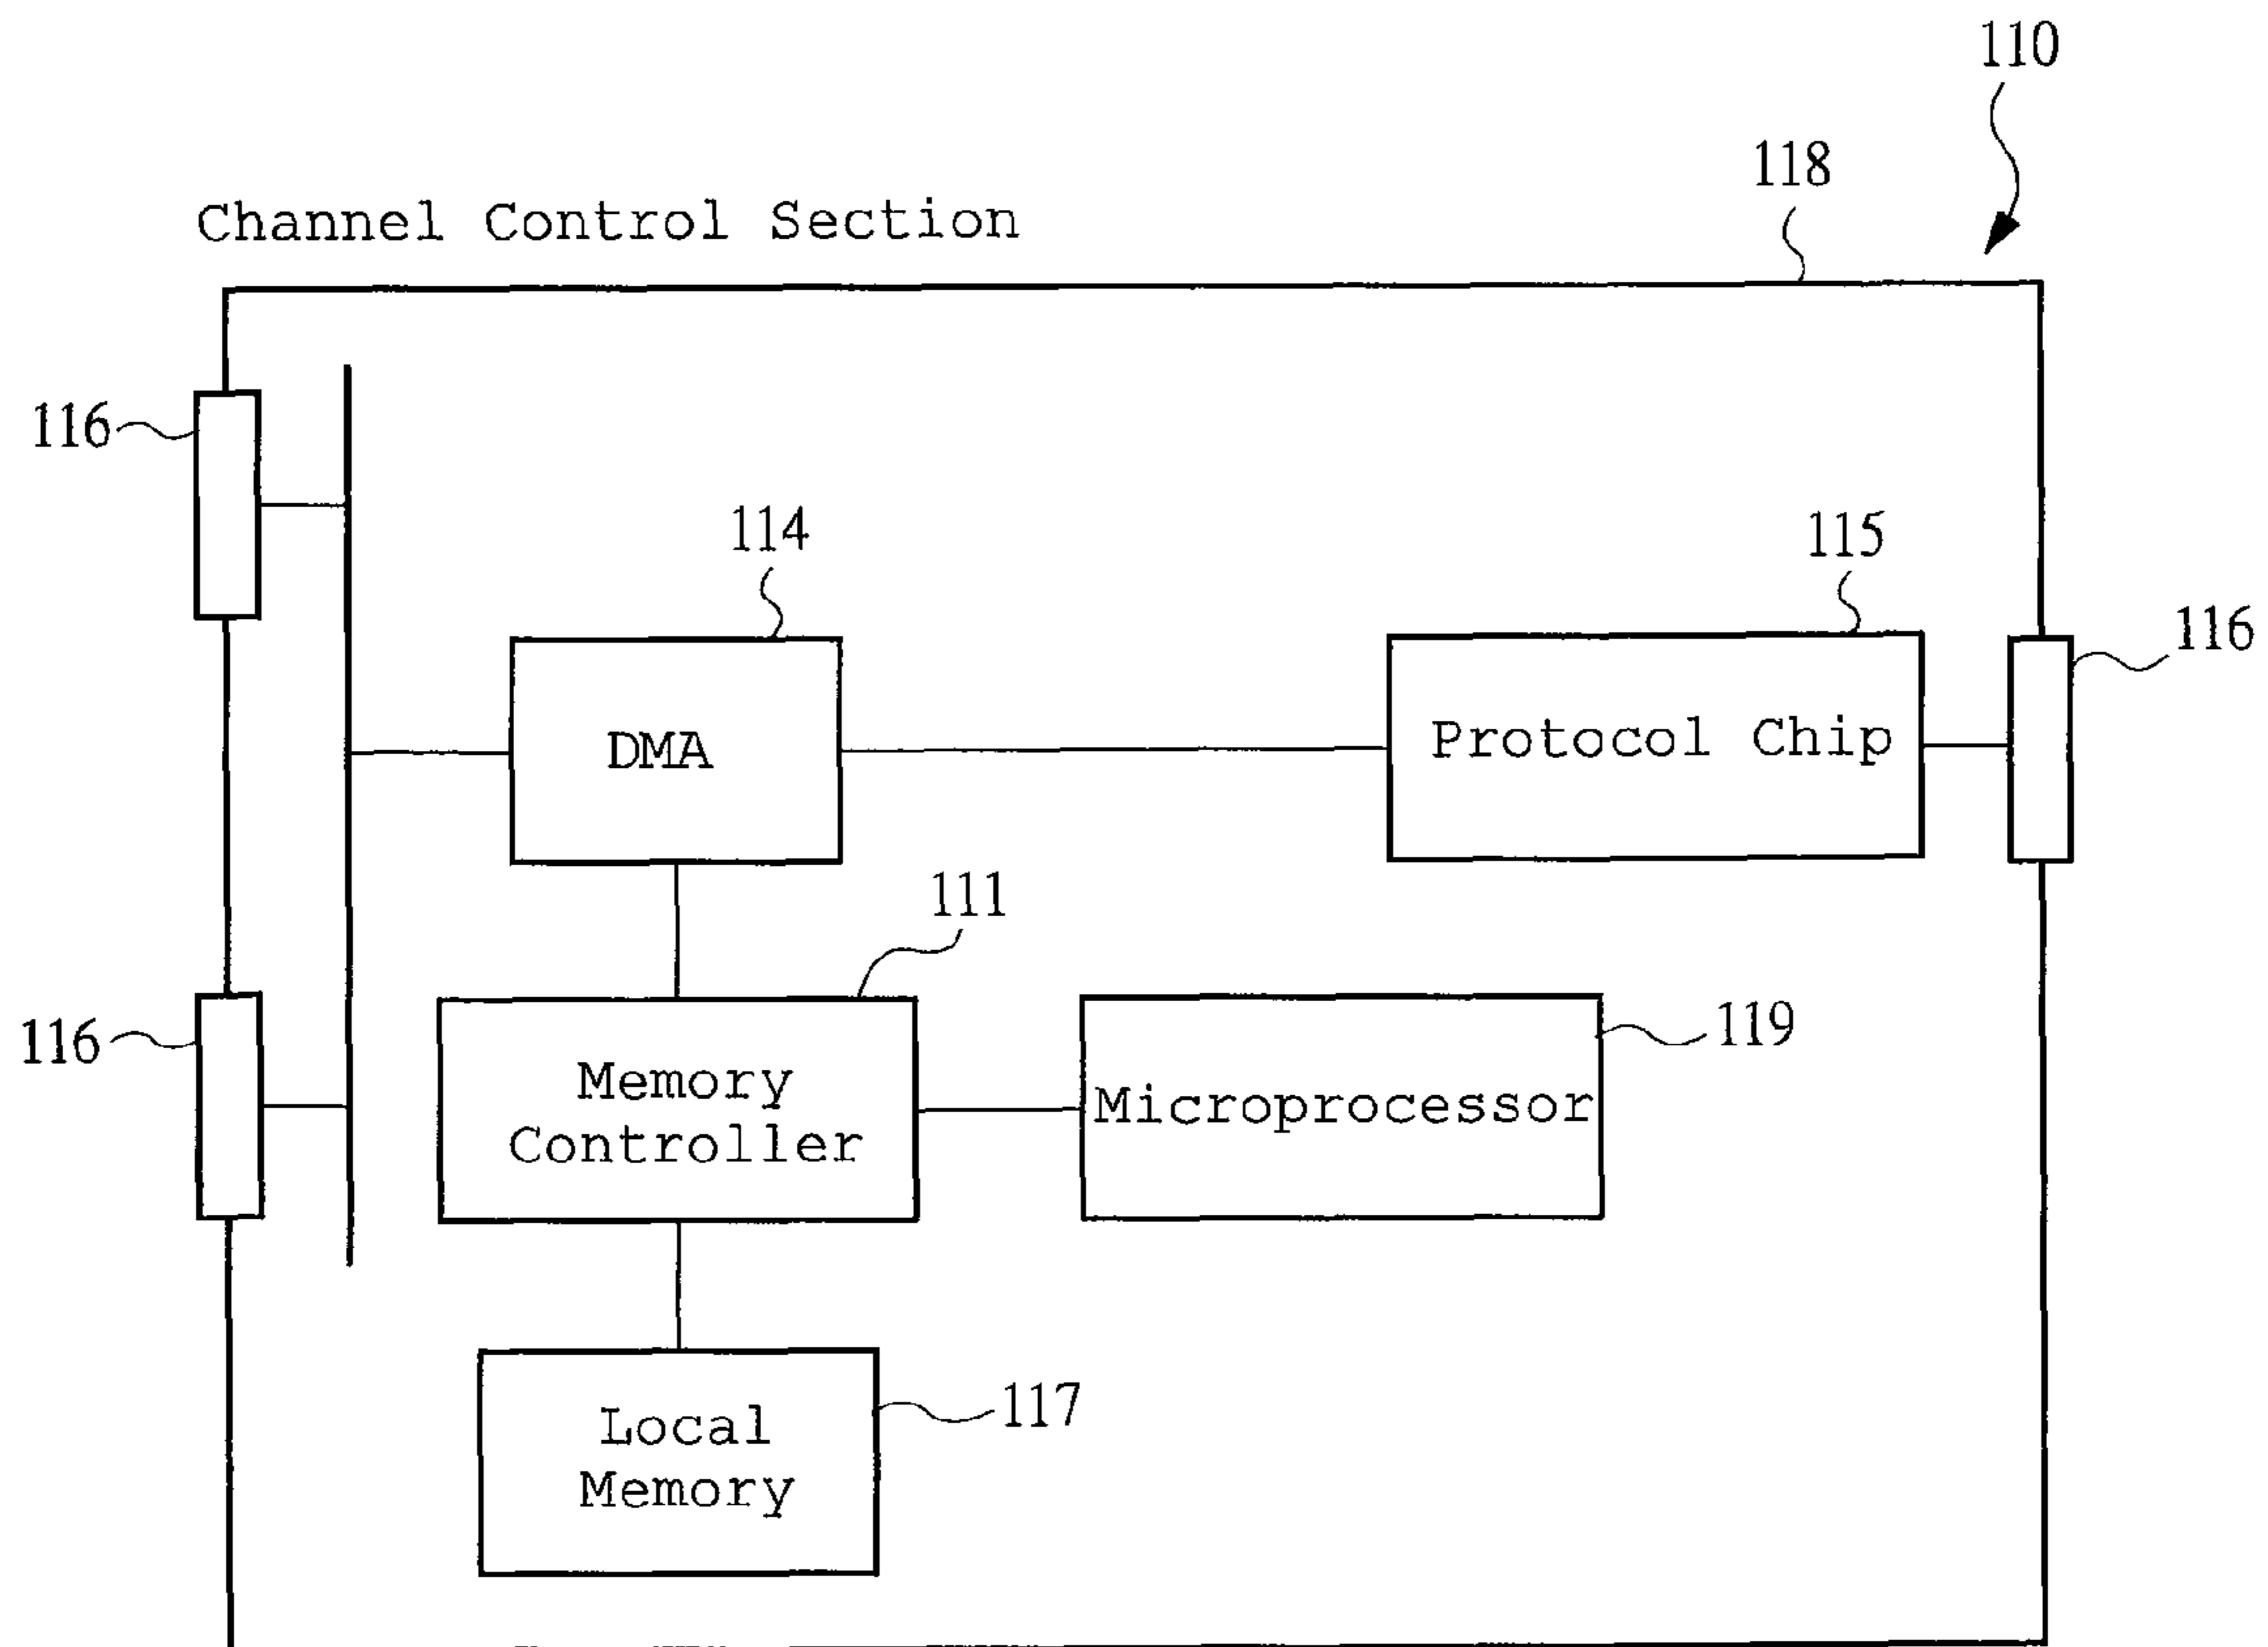 110
118
Channel Control Section
116
114
115
116
DMA
Protocol Chip
111
116
Memory
Controller
Microprocessor
119
Local
Memory
117